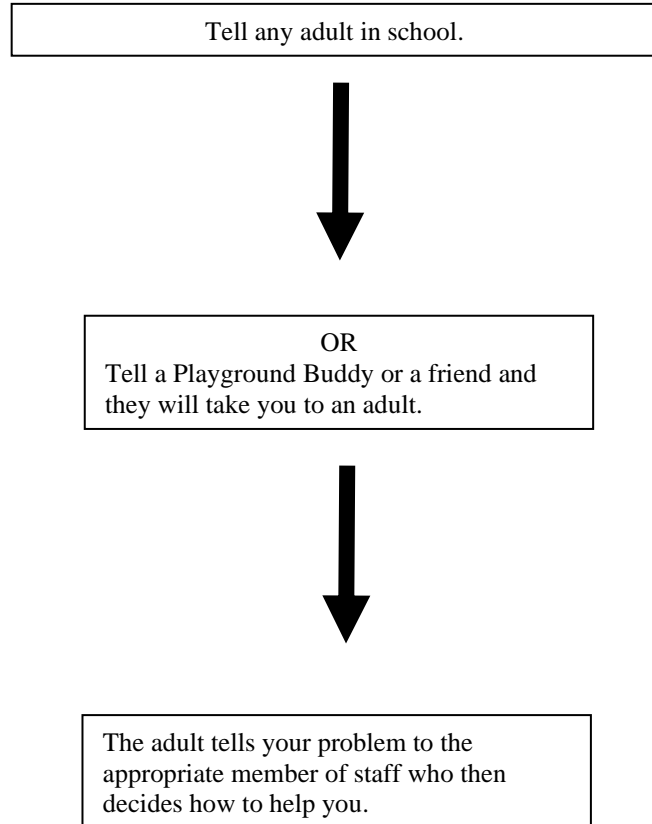 Tell any adult in school.
OR
Tell a Playground Buddy or a friend and
they will take you to an adult.
The adult tells your problem to the
appropriate member of staff who then
decides how to help you.